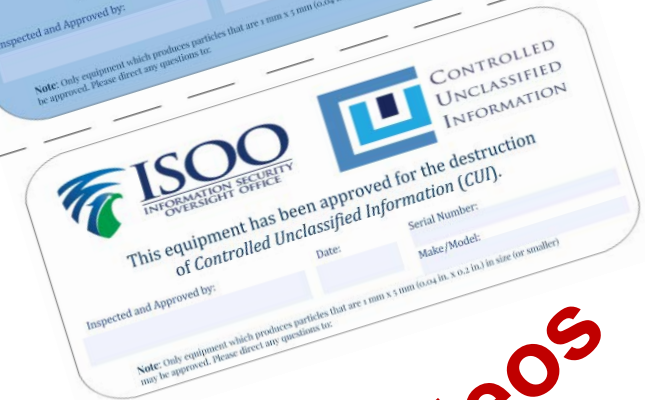 Inspected and Approved by:
Note: Only equipment which produces particles that are 1 mm x 5 mm (0.04
be approved. Please direct any questions to:
ISOO
INFORMATION SECURITY
OVERSIGHT OFFICE
CONTROLLED
UNCLASSIFIED
INFORMATION
This equipment has been approved for the destruction
of Controlled Unclassified Information (CUI).
Inspected and Approved by:
Date:
Serial Number:
Make/Model:
Note: Only equipment which produces particles that are 1 mm x 5 mm (0.04 in. x 0.2 in.) in size (or smaller)
may be approved. Please direct any questions to:
eos